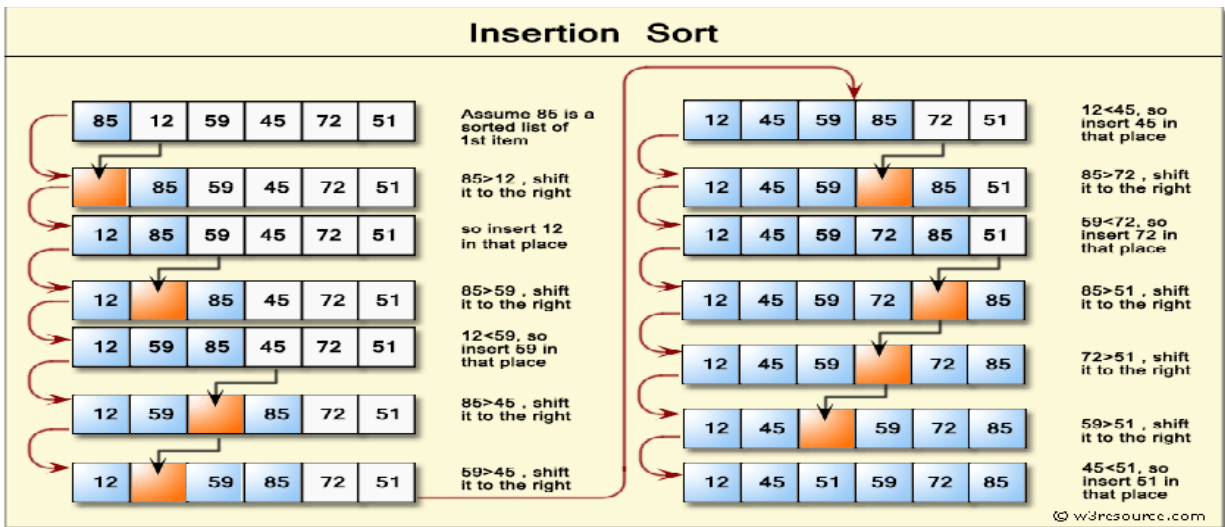 Insertion Sort
85 12 59 45 72 51
Assume 85 is a
sorted list of
1st item
85 59 45 72 51
85>12 , shift
it to the right
12 85 59 45 72 51
so insert 12
in that place
12 85 45 72 51
85>59 , shift
it to the right
12 59 85 45 72 51
12<59, so
insert 59 in
that place
12 59 85 72 51
85>45 , shift
it to the right
12 59 85 72 51
59>45 , shift
it to the right
12 45 59 85 72 51
12<45, so
insert 45 in
that place
12 45 59 85 51
85>72 , shift
it to the right
12 45 59 72 85 51
59<72, so
insert 72 in
that place
12 45 59 72 85
85>51 , shift
it to the right
12 45 59 72 85
72>51 , shift
it to the right
12 45 59 72 85
59>51 , shift
it to the right
12 45 51 59 72 85
45<51, so
insert 51 in
that place
© w3resource.com